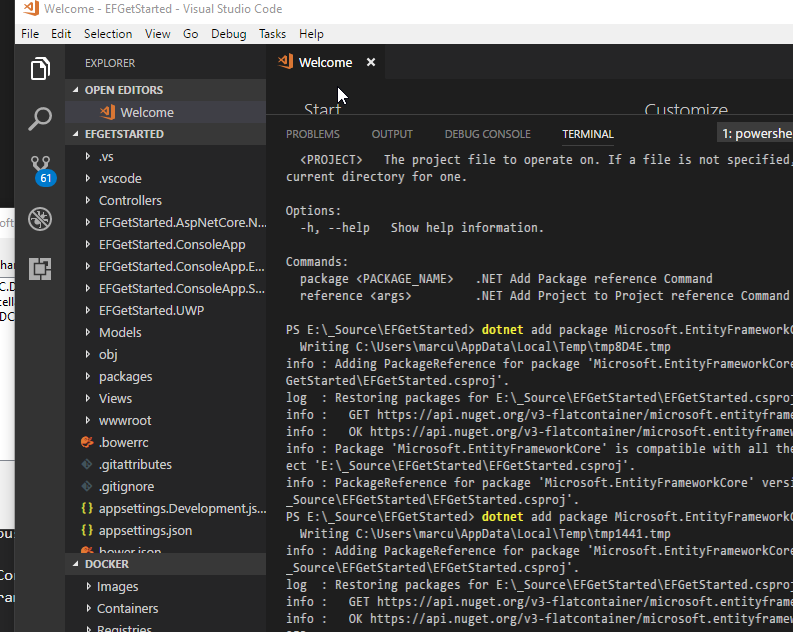 Welcome - EFGetStarted - Visual Studio Code
File Edit Selection View Go Debug Tasks Help
EXPLORER
OPEN EDITORS
Welcome
EFGETSTARTED
.vs
.vscode
Controllers
EFGetStarted.AspNetCore.N...
EFGetStarted.ConsoleApp
EFGetStarted.ConsoleApp.E...
EFGetStarted.ConsoleApp.S...
EFGetStarted.UWP
Models
obj
packages
Views
wwwroot
.bowerrc
.gitattributes
.gitignore
appsettings.Development.js...
appsettings.json
bower.json
DOCKER
Images
Containers
Registries
61
Welcome
Start
Customize
PROBLEMS OUTPUT DEBUG CONSOLE TERMINAL 1: powershe
<PROJECT> The project file to operate on. If a file is not specified,
current directory for one.
Options:
-h, --help Show help information.
Commands:
package <PACKAGE_NAME> .NET Add Package reference Command
reference <args> .NET Add Project to Project reference Command
PS E:\_Source\EFGetStarted> dotnet add package Microsoft.EntityFrameworkC
Writing C:\Users\marcu\AppData\Local\Temp\tmp8D4E.tmp
info : Adding PackageReference for package 'Microsoft.EntityFrameworkCore
GetStarted\EFGetStarted.csproj'.
log : Restoring packages for E:\_Source\EFGetStarted\EFGetStarted.csproj
info : GET https://api.nuget.org/v3-flatcontainer/microsoft.entityframe
info : OK https://api.nuget.org/v3-flatcontainer/microsoft.entityframew
info : Package 'Microsoft.EntityFrameworkCore' is compatible with all the
ect 'E:\_Source\EFGetStarted\EFGetStarted.csproj'.
info : PackageReference for package 'Microsoft.EntityFrameworkCore' versi
_Source\EFGetStarted\EFGetStarted.csproj'.
PS E:\_Source\EFGetStarted> dotnet add package Microsoft.EntityFrameworkC
Writing C:\Users\marcu\AppData\Local\Temp\tmp1441.tmp
info : Adding PackageReference for package 'Microsoft.EntityFrameworkCore
_Source\EFGetStarted\EFGetStarted.csproj'.
log : Restoring packages for E:\_Source\EFGetStarted\EFGetStarted.csproj
info : GET https://api.nuget.org/v3-flatcontainer/microsoft.entityframe
info : OK https://api.nuget.org/v3-flatcontainer/microsoft.entityframew